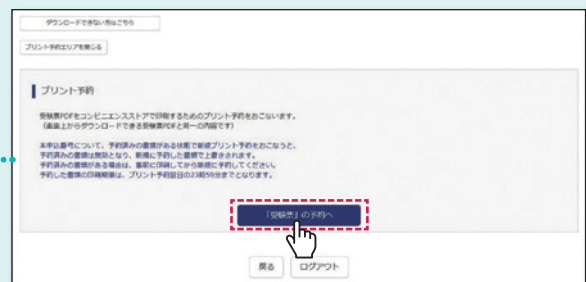 ダウンロードできない方はこちら
プリント予約エリアを閉じる
プリント予約
受験票PDFをコンビニエンスストアで印刷するためのプリント予約をおこないます。
（画面上からダウンロードできる受験票PDFと同一の内容です）
本申込番号について、予約済みの書類がある状態で新規プリント予約をおこなうと、
予約済みの書類は無効となり、新規に予約した書類で上書きされます。
予約済みの書類がある場合は、事前に印刷してから新規に予約してください。
予約した書類の印刷期限は、プリント予約翌日の23時59分までとなります。
「受験票」の予約へ
戻る ログアウト